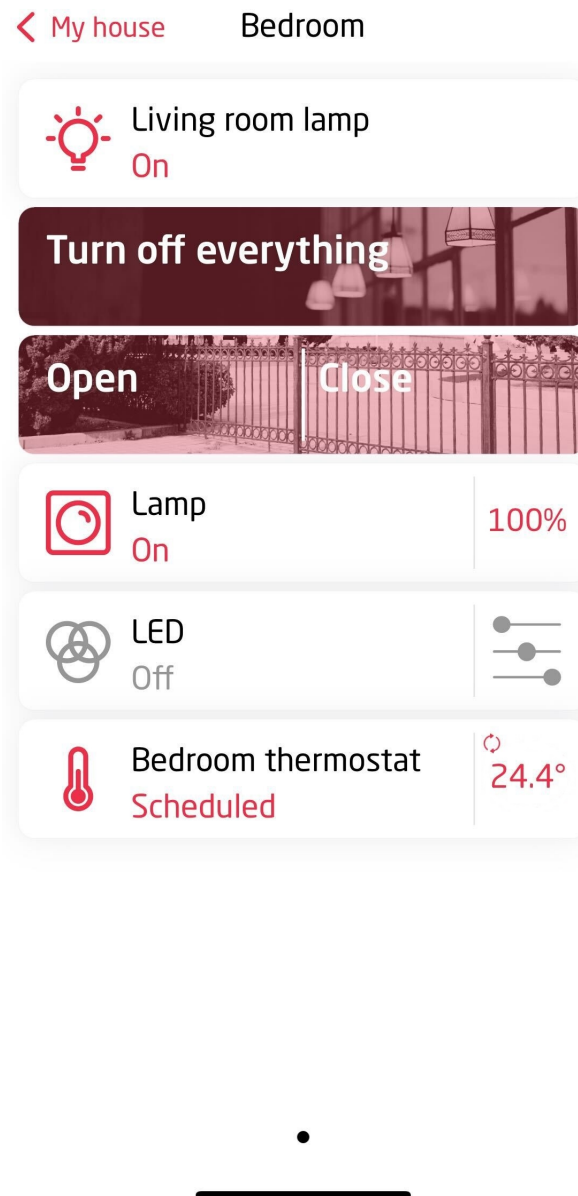 My house
Bedroom
Living room lamp
On
Turn off everything
Open
Close
Lamp
On
100%
LED
Off
Bedroom thermostat
Scheduled
24.4°